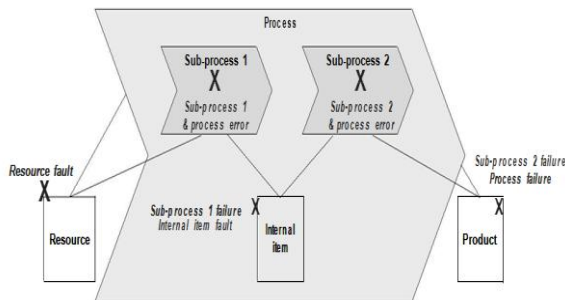 Process
Sub-process 1
X
Sub-process 1
& process error
Sub-process 2
X
Sub-process 2
& process error
Resource fault
X
Resource
Sub-process 1 failure
Internal item fault
X
Internal
item
Sub-process 2 failure
Process failure
X
Product